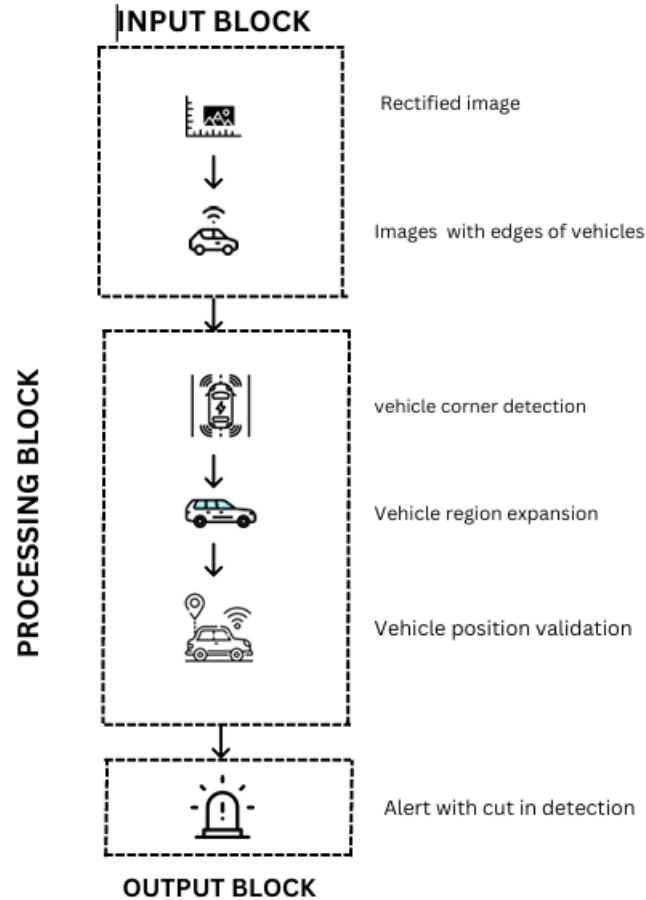 INPUT BLOCK
Rectified image
Images with edges of vehicles
PROCESSING BLOCK
vehicle corner detection
Vehicle region expansion
Vehicle position validation
Alert with cut in detection
OUTPUT BLOCK